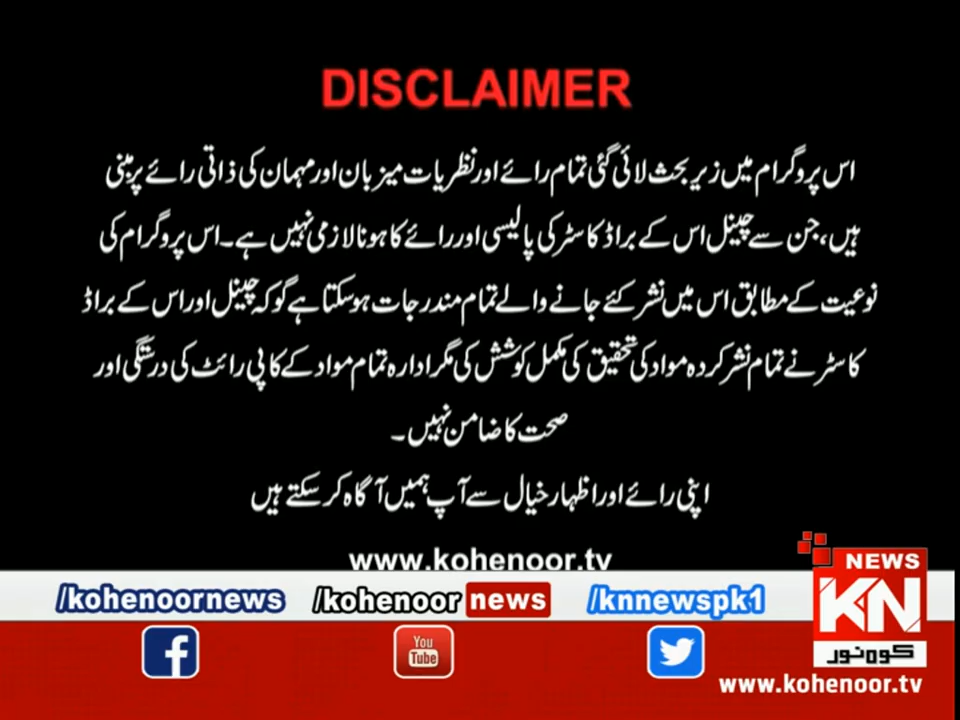 DISCLAIMER
اس پروگرام میں زیر بحث لائی گئی تمام رائے اور نظریات میزبان اور مہمان کی ذاتی رائے پر مبنی
ہیں، جن سے چینل اس کے براڈ کاسٹر کی پالیسی اور رائے کا ہونا لازمی نہیں ہے۔ اس پروگرام کی
نوعیت کے مطابق اس میں نشر کئے جانے والے تمام مندرجات ہو سکتا ہے گو کہ چینل اور اس کے براڈ
کاسٹر نے تمام نشر کردہ مواد کی تحقیق کی مکمل کوشش کی مگر ادارہ تمام مواد کے کاپی رائٹ کی درستگی اور
صحت کا ضامن نہیں۔
اپنی رائے اور اظہار خیال سے آپ ہمیں آگاہ کر سکتے ہیں
www.kohenoor.tv
/kohenoornews /kohenoor news /knnewspk1
You
Tube
NEWS
KN
کوہ نور
www.kohenoor.tv